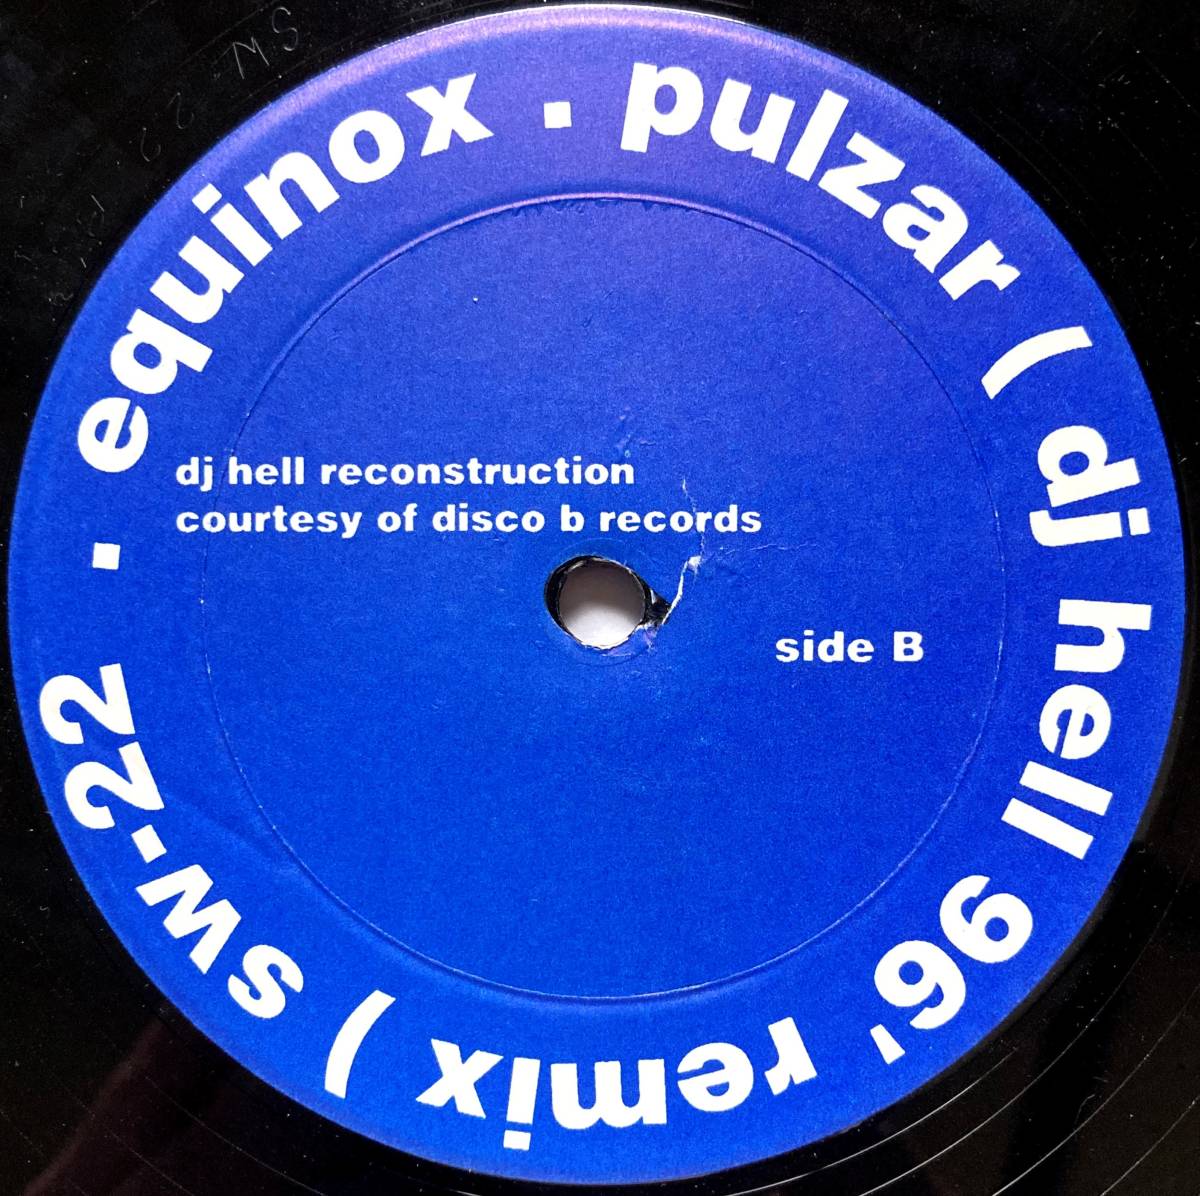 equinox . pulzar ( dj hell 96' remix ) sw-22 .
dj hell reconstruction
courtesy of disco b records
side B